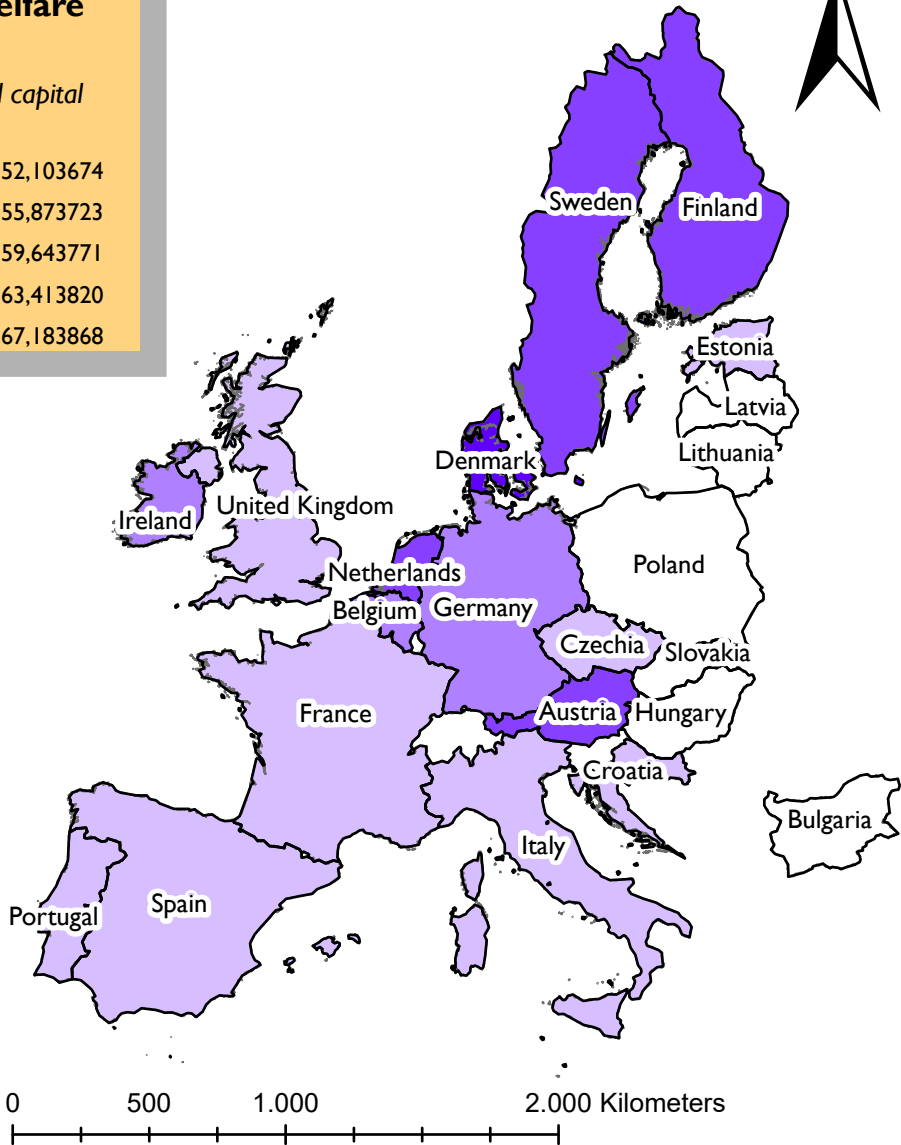 capital
52,103674
55,873723
59,643771
63,413820
67,183868
Sweden
Finland
Estonia
Latvia
Lithuania
Denmark
Ireland
United Kingdom
Poland
Netherlands
Belgium
Germany
Czechia
Slovakia
France
Austria
Hungary
Croatia
Bulgaria
Italy
Spain
Portugal
0 500 1.000 2.000 Kilometers